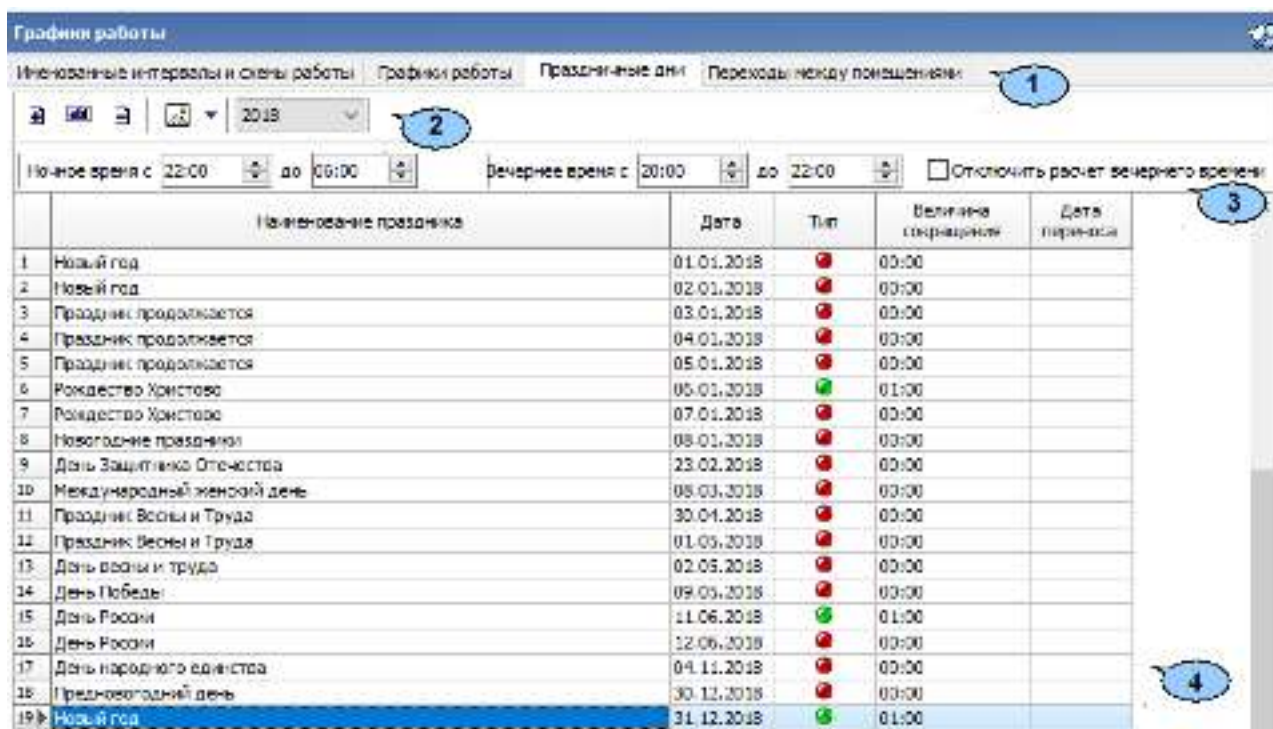 Графики работы
Именованные интервалы и схемы работы Графики работы Праздничные дни Переходы между помещениями
1
2018
2
Ночное время с 22:00 до 06:00 Вечернее время с 20:00 до 22:00 Отключить расчет вечернего времени
3
Наименование праздника Дата Тип Величина сокращения Дата переноса
1 Новый год 01.01.2018 00:00
2 Новый год 02.01.2018 00:00
3 Праздник продолжается 03.01.2018 00:00
4 Праздник продолжается 04.01.2018 00:00
5 Праздник продолжается 05.01.2018 00:00
6 Рождество Христово 06.01.2018 01:00
7 Рождество Христово 07.01.2018 00:00
8 Новогодние праздники 08.01.2018 00:00
9 День Защитника Отечества 23.02.2018 00:00
10 Международный женский день 08.03.2018 00:00
11 Праздник Весны и Труда 30.04.2018 00:00
12 Праздник Весны и Труда 01.05.2018 00:00
13 День весны и труда 02.05.2018 00:00
14 День Победы 09.05.2018 00:00
15 День России 11.06.2018 01:00
16 День России 12.06.2018 00:00
17 День народного единства 04.11.2018 00:00
18 Предновогодний день 30.12.2018 00:00
4
19 Новый год 31.12.2018 01:00